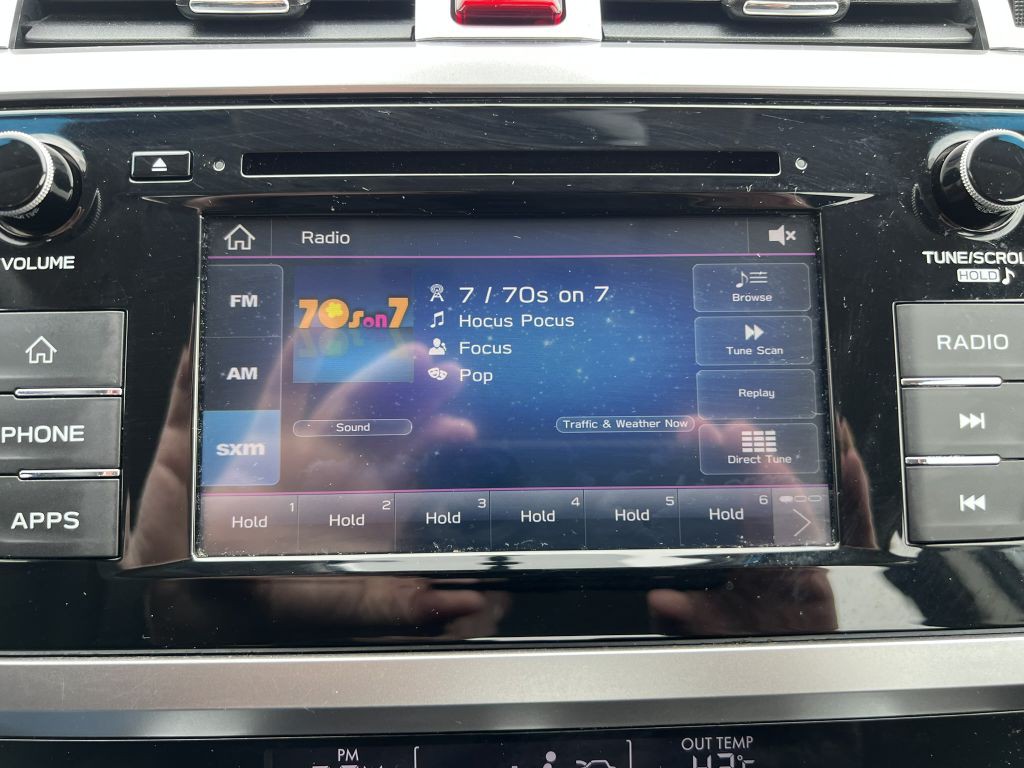 VOLUME
TUNE/SCROL
HOLD
PHONE
APPS
RADIO
Radio
FM
AM
sxm
70s on 7
7 / 70s on 7
Hocus Pocus
Focus
Pop
Sound
Traffic & Weather Now
Browse
Tune Scan
Replay
Direct Tune
1 Hold
2 Hold
3 Hold
4 Hold
5 Hold
6 Hold
PM
OUT TEMP